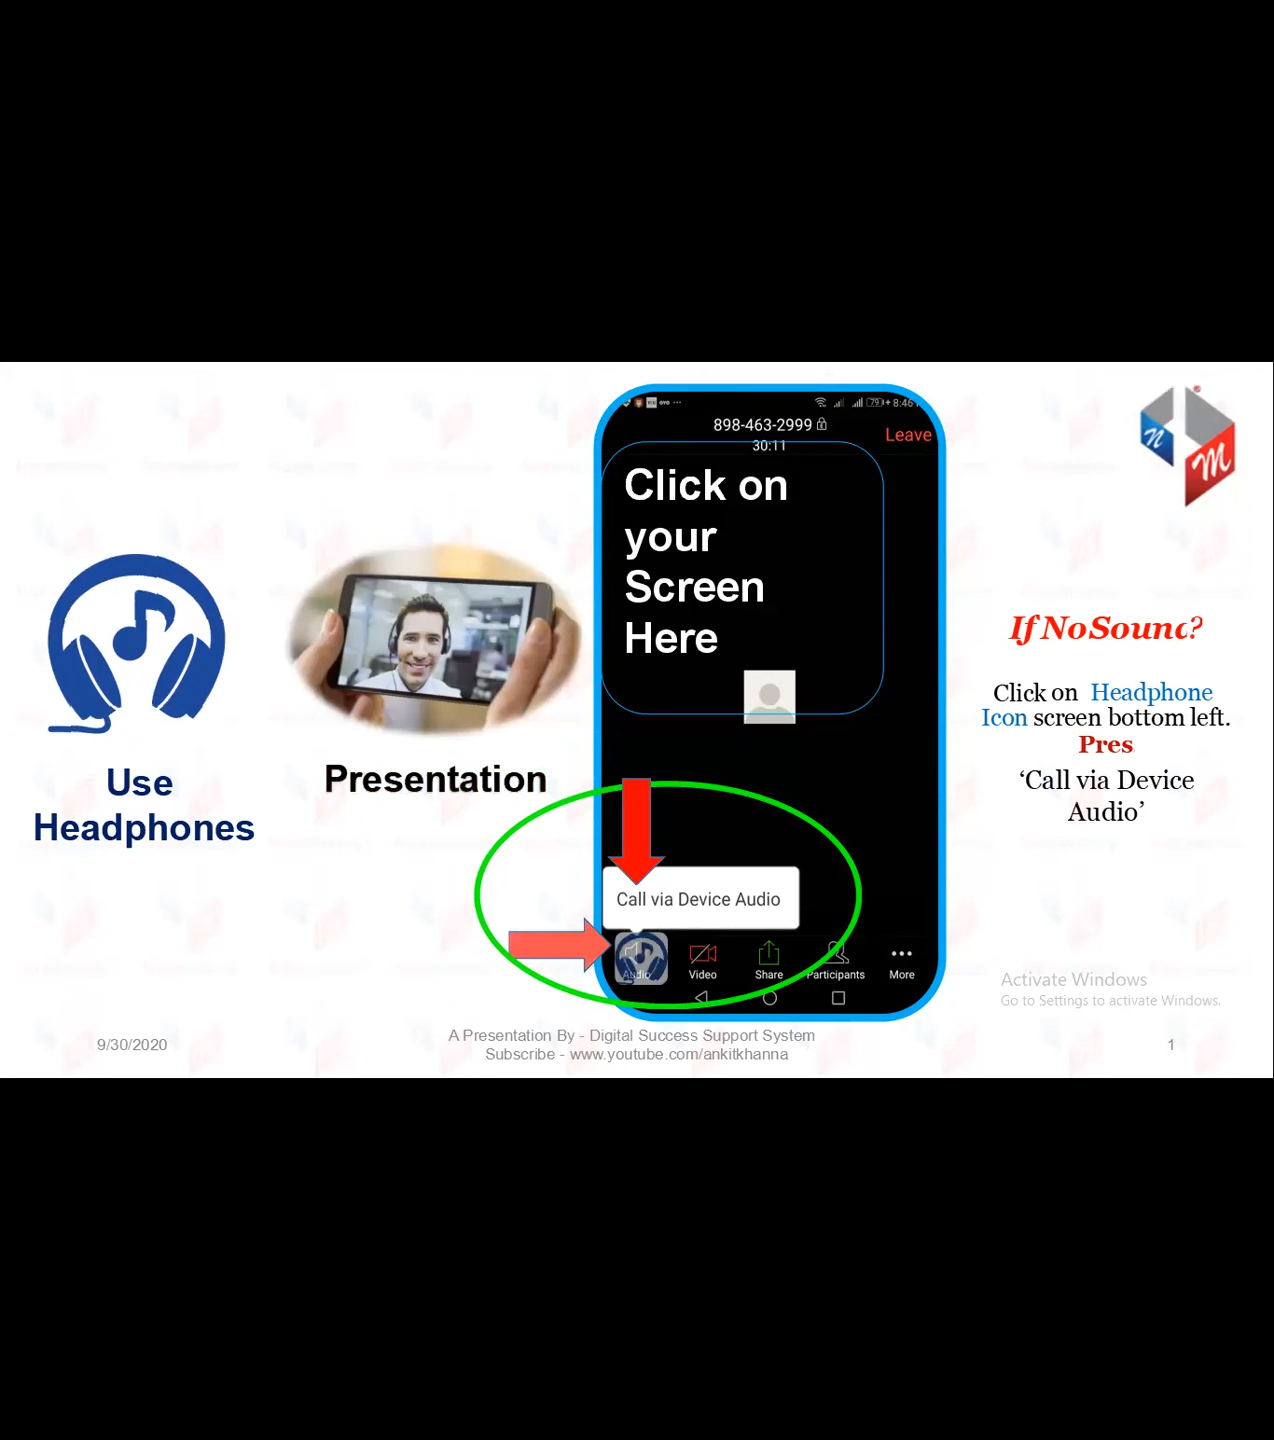 Use
Headphones
Presentation
8:46
898-463-2999
30:11
Leave
Click on
your
Screen
Here
Call via Device Audio
Audio
Video
Share
Participants
More
If No Sound?
Click on Headphone
Icon screen bottom left.
Pres
‘Call via Device
Audio’
Activate Windows
Go to Settings to activate Windows.
9/30/2020
A Presentation By - Digital Success Support System
Subscribe - www.youtube.com/ankitkhanna
1